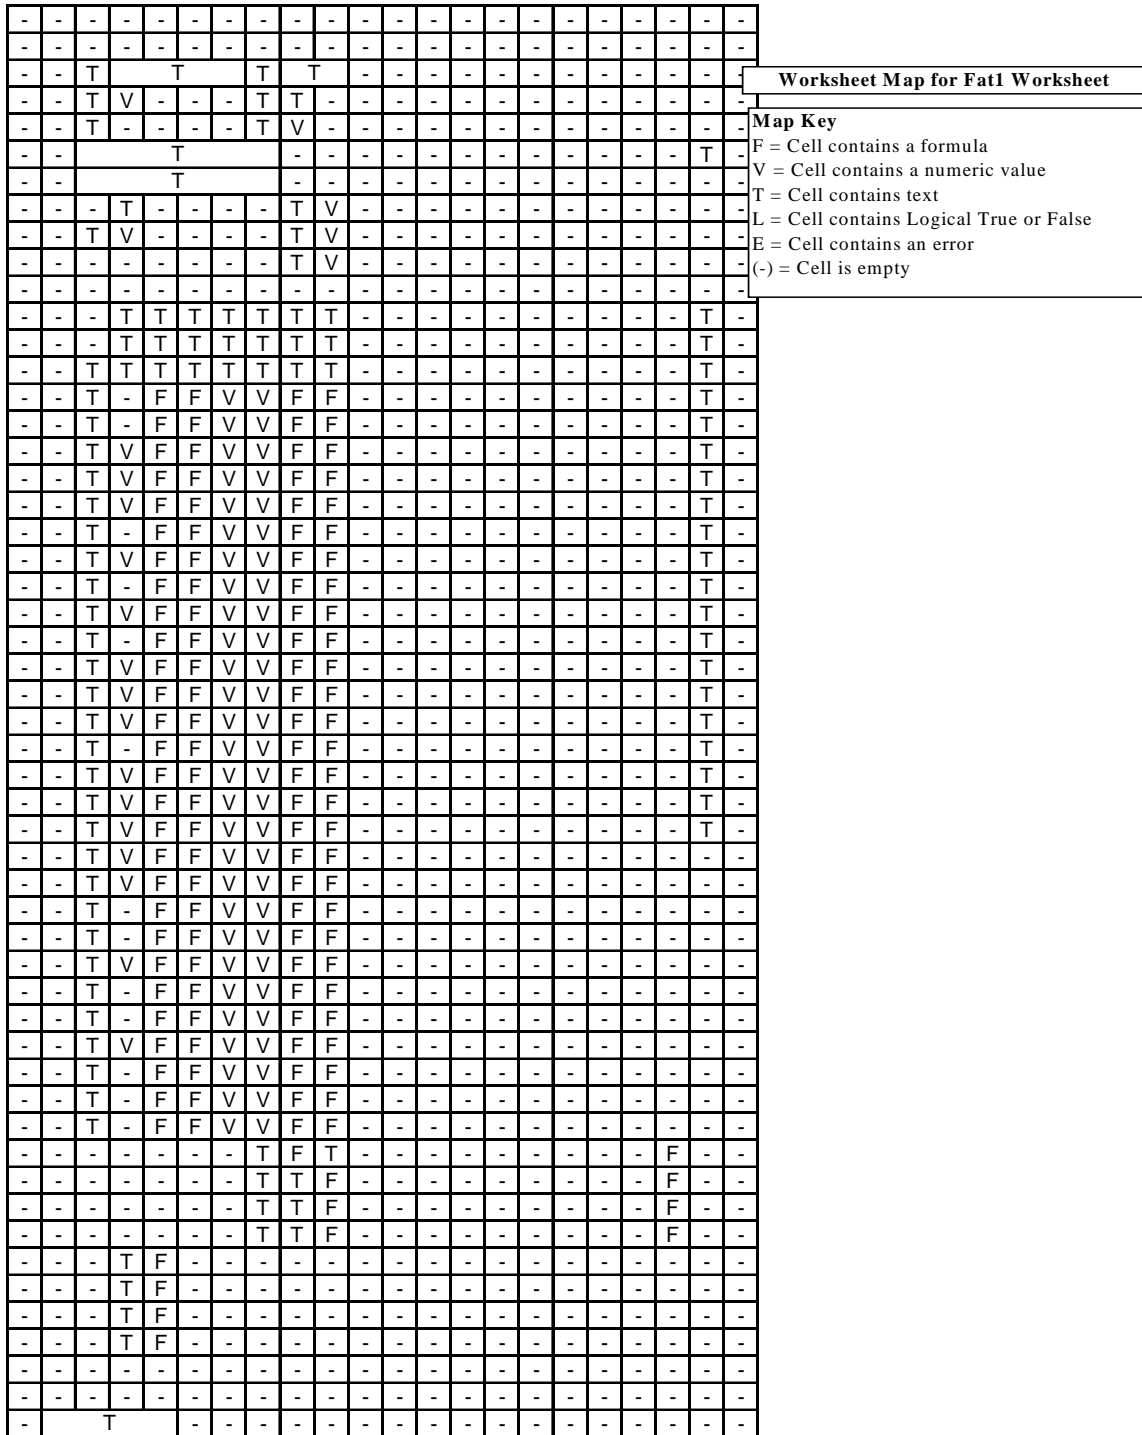 - - - - - - - - - - - - - - - - - - - - - -
- - - - - - - - - - - - - - - - - - - - - -
- - T T T T - - - - - - - - - - - -
Worksheet Map for Fat1 Worksheet
- - T V - - - T T - - - - - - - - - - - - -
- - T - - - - T V - - - - - - - - - - - - -
Map Key
F = Cell contains a formula
V = Cell contains a numeric value
T = Cell contains text
L = Cell contains Logical True or False
E = Cell contains an error
(-) = Cell is empty
- - T - - - - - - - - - - - - T -
- - T - - - - - - - - - - - - - -
- - - T - - - - T V - - - - - - - - - - - -
- - T V - - - - T V - - - - - - - - - - - -
- - - - - - - - T V - - - - - - - - - - - -
- - - - - - - - - - - - - - - - - - - - - -
- - - T T T T T T T - - - - - - - - - - T -
- - - T T T T T T T - - - - - - - - - - T -
- - T T T T T T T T - - - - - - - - - - T -
- - T - F F V V F F - - - - - - - - - - T -
- - T - F F V V F F - - - - - - - - - - T -
- - T V F F V V F F - - - - - - - - - - T -
- - T V F F V V F F - - - - - - - - - - T -
- - T V F F V V F F - - - - - - - - - - T -
- - T - F F V V F F - - - - - - - - - - T -
- - T V F F V V F F - - - - - - - - - - T -
- - T - F F V V F F - - - - - - - - - - T -
- - T V F F V V F F - - - - - - - - - - T -
- - T - F F V V F F - - - - - - - - - - T -
- - T V F F V V F F - - - - - - - - - - T -
- - T V F F V V F F - - - - - - - - - - T -
- - T V F F V V F F - - - - - - - - - - T -
- - T - F F V V F F - - - - - - - - - - T -
- - T V F F V V F F - - - - - - - - - - T -
- - T V F F V V F F - - - - - - - - - - T -
- - T V F F V V F F - - - - - - - - - - T -
- - T V F F V V F F - - - - - - - - - - - -
- - T V F F V V F F - - - - - - - - - - - -
- - T - F F V V F F - - - - - - - - - - - -
- - T - F F V V F F - - - - - - - - - - - -
- - T V F F V V F F - - - - - - - - - - - -
- - T - F F V V F F - - - - - - - - - - - -
- - T - F F V V F F - - - - - - - - - - - -
- - T V F F V V F F - - - - - - - - - - - -
- - T - F F V V F F - - - - - - - - - - - -
- - T - F F V V F F - - - - - - - - - - - -
- - T - F F V V F F - - - - - - - - - - - -
- - - - - - - T F T - - - - - - - - - F - -
- - - - - - - T T F - - - - - - - - - F - -
- - - - - - - T T F - - - - - - - - - F - -
- - - - - - - T T F - - - - - - - - - F - -
- - - T F - - - - - - - - - - - - - - - - -
- - - T F - - - - - - - - - - - - - - - - -
- - - T F - - - - - - - - - - - - - - - - -
- - - T F - - - - - - - - - - - - - - - - -
- - - - - - - - - - - - - - - - - - - - - -
- - - - - - - - - - - - - - - - - - - - - -
- T - - - - - - - - - - - - - - - - -